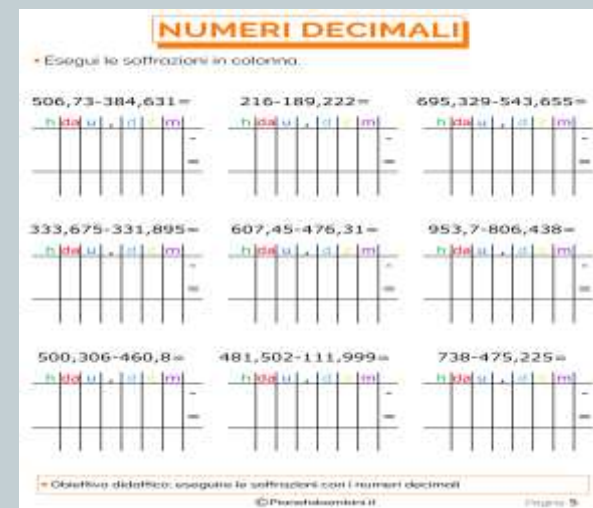 NUMERI DECIMALI
• Esegui le sottrazioni in colonna.
506,73-384,631= 216-189,222= 695,329-543,655=
h da u , d c m h da u , d c m h da u , d c m
- - -
= = =
333,675-331,895= 607,45-476,31= 953,7-806,438=
h da u , d c m h da u , d c m h da u , d c m
- - -
= = =
500,306-460,8= 481,502-111,999= 738-475,225=
h da u , d c m h da u , d c m h da u , d c m
- - -
= = =
• Obiettivo didattico: eseguire le sottrazioni con i numeri decimali
©Pianetabambini.it Pagina 5